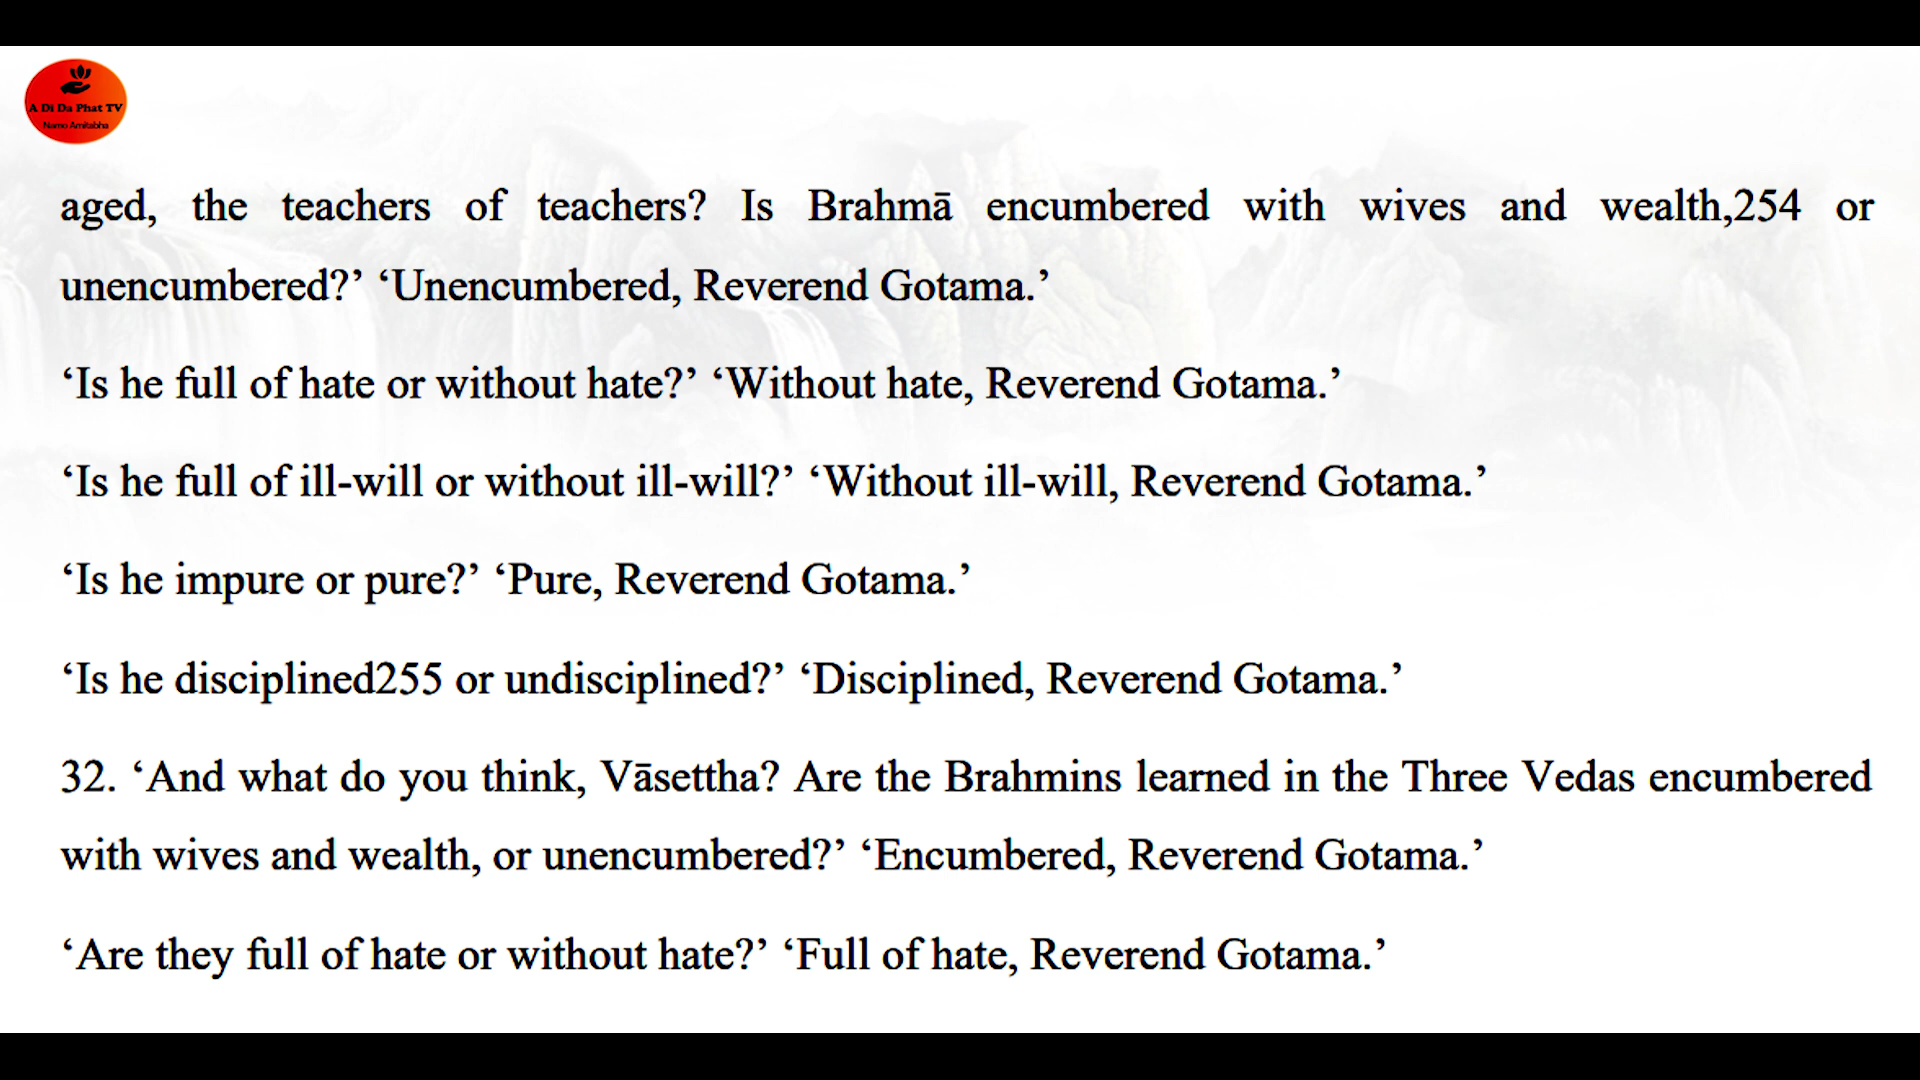 A Di Da Phat TV
Namo Amitabha
aged, the teachers of teachers? Is Brahmā encumbered with wives and wealth,254 or
unencumbered?’ ‘Unencumbered, Reverend Gotama.’
‘Is he full of hate or without hate?’ ‘Without hate, Reverend Gotama.’
‘Is he full of ill-will or without ill-will?’ ‘Without ill-will, Reverend Gotama.’
‘Is he impure or pure?’ ‘Pure, Reverend Gotama.’
‘Is he disciplined255 or undisciplined?’ ‘Disciplined, Reverend Gotama.’
32. ‘And what do you think, Vāsettha? Are the Brahmins learned in the Three Vedas encumbered
with wives and wealth, or unencumbered?’ ‘Encumbered, Reverend Gotama.’
‘Are they full of hate or without hate?’ ‘Full of hate, Reverend Gotama.’